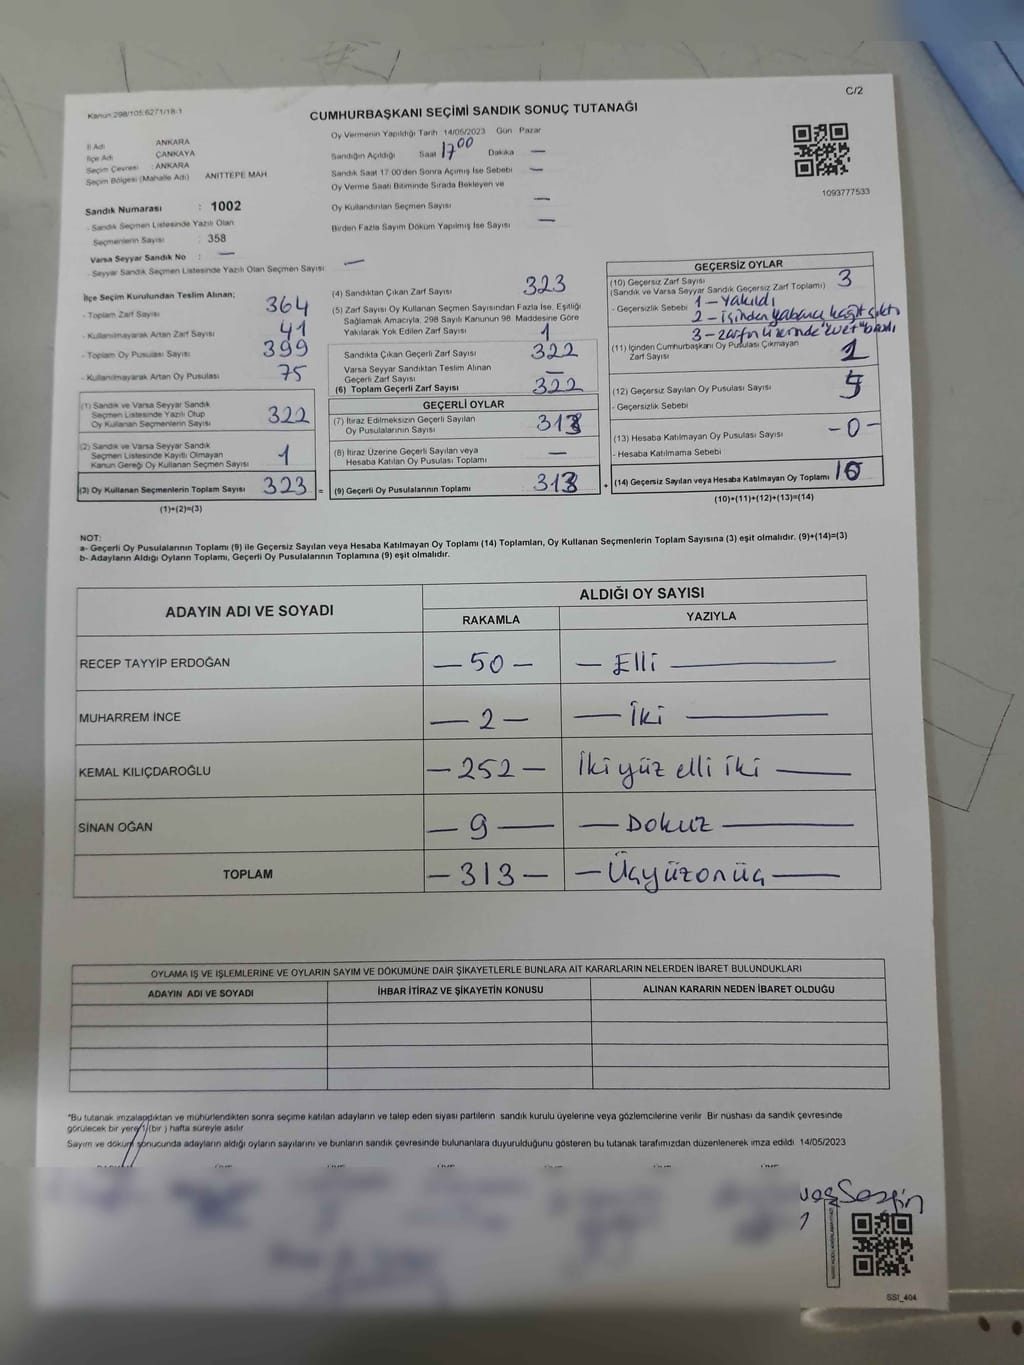 C/2
Kanun:298/105:6271/18:1
CUMHURBAŞKANI SEÇİMİ SANDIK SONUÇ TUTANAĞI
İl Adı ANKARA
İlçe Adı ÇANKAYA
Seçim Çevresi : ANKARA
Seçim Bölgesi (Mahalle Adı) ANITTEPE MAH
Sandık Numarası : 1002
- Sandık Seçmen Listesinde Yazılı Olan
Seçmenlerin Sayısı : 358
Varsa Seyyar Sandık No : —
- Seyyar Sandık Seçmen Listesinde Yazılı Olan Seçmen Sayısı —
Oy Vermenin Yapıldığı Tarih 14/05/2023 Gün Pazar
Sandığın Açıldığı Saat 17 00 Dakika —
Sandık Saat 17.00'den Sonra Açımış İse Sebebi —
Oy Verme Saati Bitiminde Sırada Bekleyen ve
Oy Kullandırılan Seçmen Sayısı —
Birden Fazla Sayım Döküm Yapılmış İse Sayısı —
1093777533
İlçe Seçim Kurulundan Teslim Alınan;
- Toplam Zarf Sayısı 364
- Kullanılmayarak Artan Zarf Sayısı 41
- Toplam Oy Pusulası Sayısı 399
- Kullanılmayarak Artan Oy Pusulası 75
(1) Sandık ve Varsa Seyyar Sandık
Seçmen Listesinde Yazılı Olup
Oy Kullanan Seçmenlerin Sayısı 322
(2) Sandık ve Varsa Seyyar Sandık
Seçmen Listesinde Kayıtlı Olmayan
Kanun Gereği Oy Kullanan Seçmen Sayısı 1
(3) Oy Kullanan Seçmenlerin Toplam Sayısı 323 =
(1)+(2)=(3)
(4) Sandıktan Çıkan Zarf Sayısı 323
(5) Zarf Sayısı Oy Kullanan Seçmen Sayısından Fazla İse, Eşitliği
Sağlamak Amacıyla, 298 Sayılı Kanunun 98. Maddesine Göre
Yakılarak Yok Edilen Zarf Sayısı 1
Sandıkta Çıkan Geçerli Zarf Sayısı 322
Varsa Seyyar Sandıktan Teslim Alınan
Geçerli Zarf Sayısı —
(6) Toplam Geçerli Zarf Sayısı 322
GEÇERLİ OYLAR
(7) İtiraz Edilmeksizin Geçerli Sayılan
Oy Pusulalarının Sayısı 313
(8) İtiraz Üzerine Geçerli Sayılan veya
Hesaba Katılan Oy Pusulası Toplamı —
(9) Geçerli Oy Pusulalarının Toplamı 313 +
GEÇERSİZ OYLAR
(10) Geçersiz Zarf Sayısı 3
(Sandık ve Varsa Seyyar Sandık Geçersiz Zarf Toplamı)
- Geçersizlik Sebebi 1 - Yakıldı
2 - içinden yabancı kağıt çıktı
3 - zarfın üzerinde "evet" basılı
(11) İçinden Cumhurbaşkanı Oy Pusulası Çıkmayan
Zarf Sayısı
(12) Geçersiz Sayılan Oy Pusulası Sayısı 5
- Geçersizlik Sebebi
(13) Hesaba Katılmayan Oy Pusulası Sayısı - 0 -
- Hesaba Katılmama Sebebi
(14) Geçersiz Sayılan veya Hesaba Katılmayan Oy Toplamı 10
(10)+(11)+(12)+(13)=(14)
NOT:
a- Geçerli Oy Pusulalarının Toplamı (9) ile Geçersiz Sayılan veya Hesaba Katılmayan Oy Toplamı (14) Toplamları, Oy Kullanan Seçmenlerin Toplam Sayısına (3) eşit olmalıdır. (9)+(14)=(3)
b- Adayların Aldığı Oyların Toplamı, Geçerli Oy Pusulalarının Toplamına (9) eşit olmalıdır.
ADAYIN ADI VE SOYADI ALDIĞI OY SAYISI
RAKAMLA YAZIYLA
RECEP TAYYİP ERDOĞAN — 50 — — Elli —
MUHARREM İNCE — 2 — — İki —
KEMAL KILIÇDAROĞLU — 252 — İki yüz elli iki —
SİNAN OĞAN — 9 — — Dokuz —
TOPLAM — 313 — — Üçyüzonüç —
OYLAMA İŞ VE İŞLEMLERİNE VE OYLARIN SAYIM VE DÖKÜMÜNE DAİR ŞİKAYETLERLE BUNLARA AİT KARARLARIN NELERDEN İBARET BULUNDUKLARI
ADAYIN ADI VE SOYADI İHBAR İTİRAZ VE ŞİKAYETİN KONUSU ALINAN KARARIN NEDEN İBARET OLDUĞU
*Bu tutanak imzalandıktan ve mühürlendikten sonra seçime katılan adayların ve talep eden siyasi partilerin sandık kurulu üyelerine veya gözlemcilerine verilir. Bir nüshası da sandık çevresinde
görülecek bir yere 1 (bir ) hafta süreyle asılır.
Sayım ve döküm sonucunda adayların aldığı oyların sayılarını ve bunların sandık çevresinde bulunanlara duyurulduğunu gösteren bu tutanak tarafımızdan düzenlenerek imza edildi. 14/05/2023
Sezgin
SSI_404